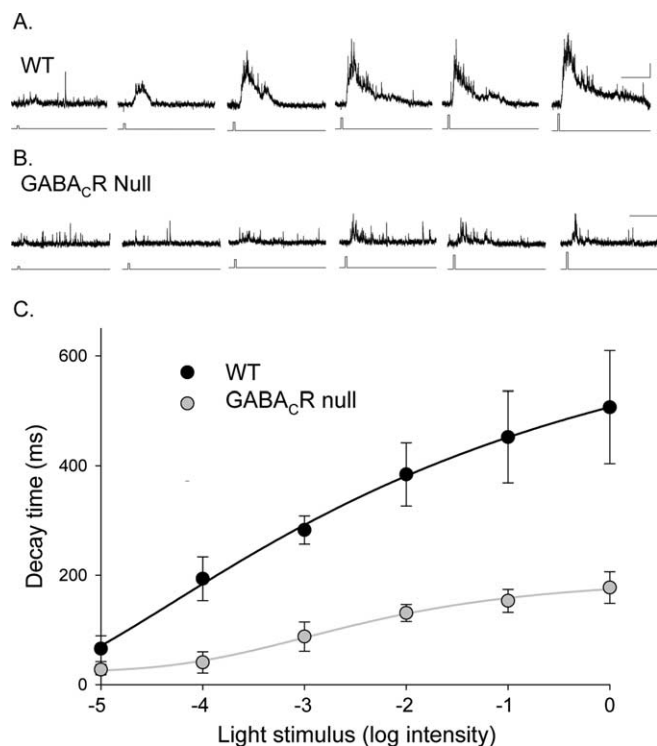 A.
WT
B.
GABACR Null
C.
600
WT
GABACR null
400
Decay time (ms)
200
0
-5 -4 -3 -2 -1 0
Light stimulus (log intensity)